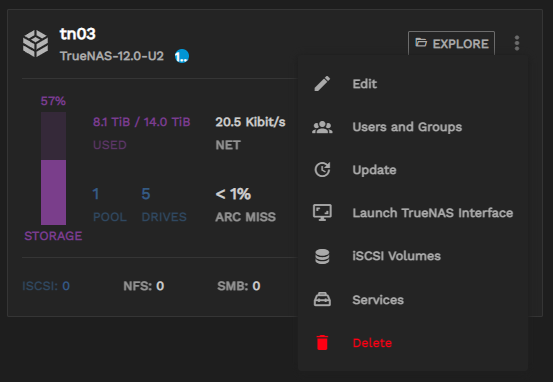 tn03
TrueNAS-12.0-U2
1..
EXPLORE
57%
8.1 TiB / 14.0 TiB
USED
20.5 Kibit/s
NET
1
POOL
5
DRIVES
< 1%
ARC MISS
STORAGE
ISCSI: 0
NFS: 0
SMB: 0
Edit
Users and Groups
Update
Launch TrueNAS Interface
iSCSI Volumes
Services
Delete